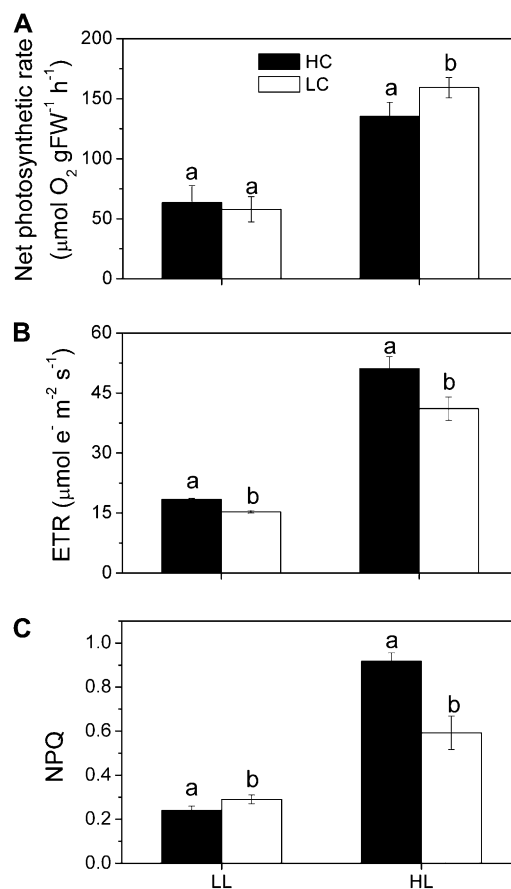 A
Net photosynthetic rate
(μmol O₂ gFW⁻¹ h⁻¹)
200
150
100
50
0
HC
LC
a
a
a
b
B
ETR (μmol e⁻ m⁻² s⁻¹)
60
45
30
15
0
a
b
a
b
C
NPQ
1.0
0.8
0.6
0.4
0.2
0.0
a
b
a
b
LL
HL